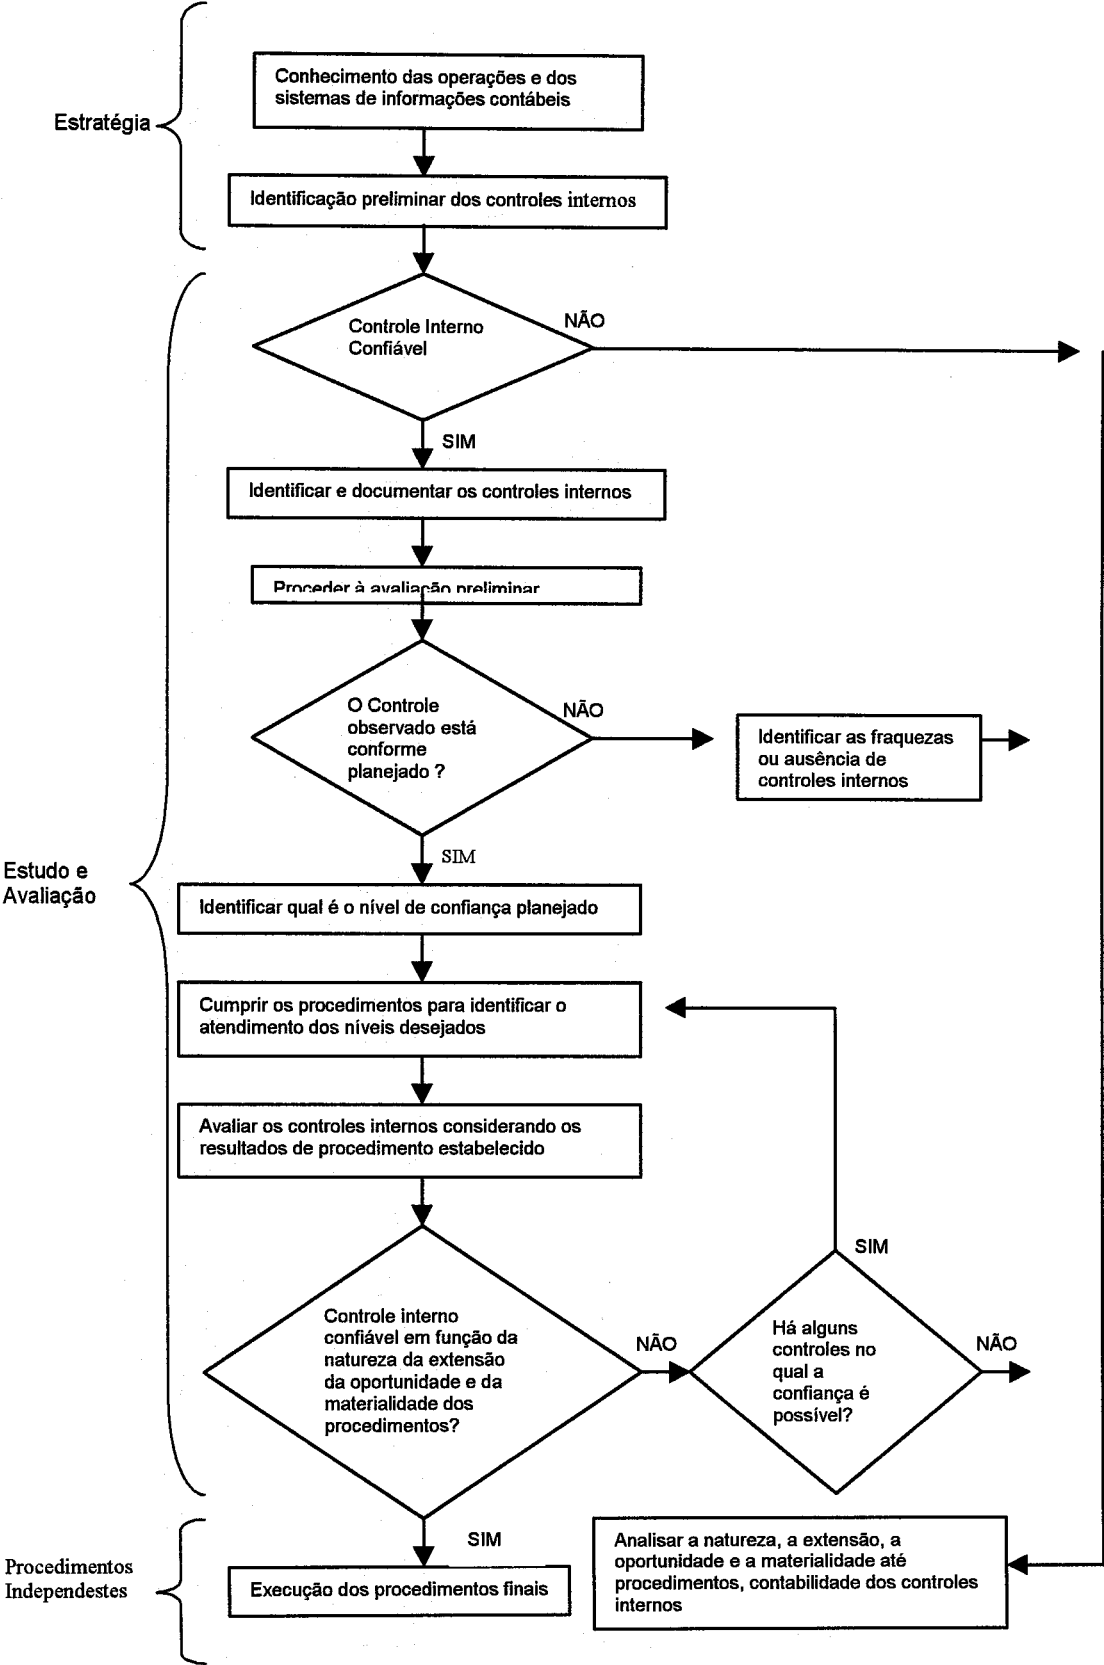 Conhecimento das operações e dos
sistemas de informações contábeis
Estratégia
Identificação preliminar dos controles internos
NÃO
Controle Interno
Confiável
SIM
Identificar e documentar os controles internos
Proceder à avaliação preliminar
O Controle
observado está
conforme
planejado ?
NÃO
Identificar as fraquezas
ou ausência de
controles internos
SIM
Estudo e
Avaliação
Identificar qual é o nível de confiança planejado
Cumprir os procedimentos para identificar o
atendimento dos níveis desejados
Avaliar os controles internos considerando os
resultados de procedimento estabelecido
Controle interno
confiável em função da
natureza da extensão
da oportunidade e da
materialidade dos
procedimentos?
NÃO
SIM
Há alguns
controles no
qual a
confiança é
possível?
NÃO
SIM
Procedimentos
Independestes
Execução dos procedimentos finais
Analisar a natureza, a extensão, a
oportunidade e a materialidade até
procedimentos, contabilidade dos controles
internos